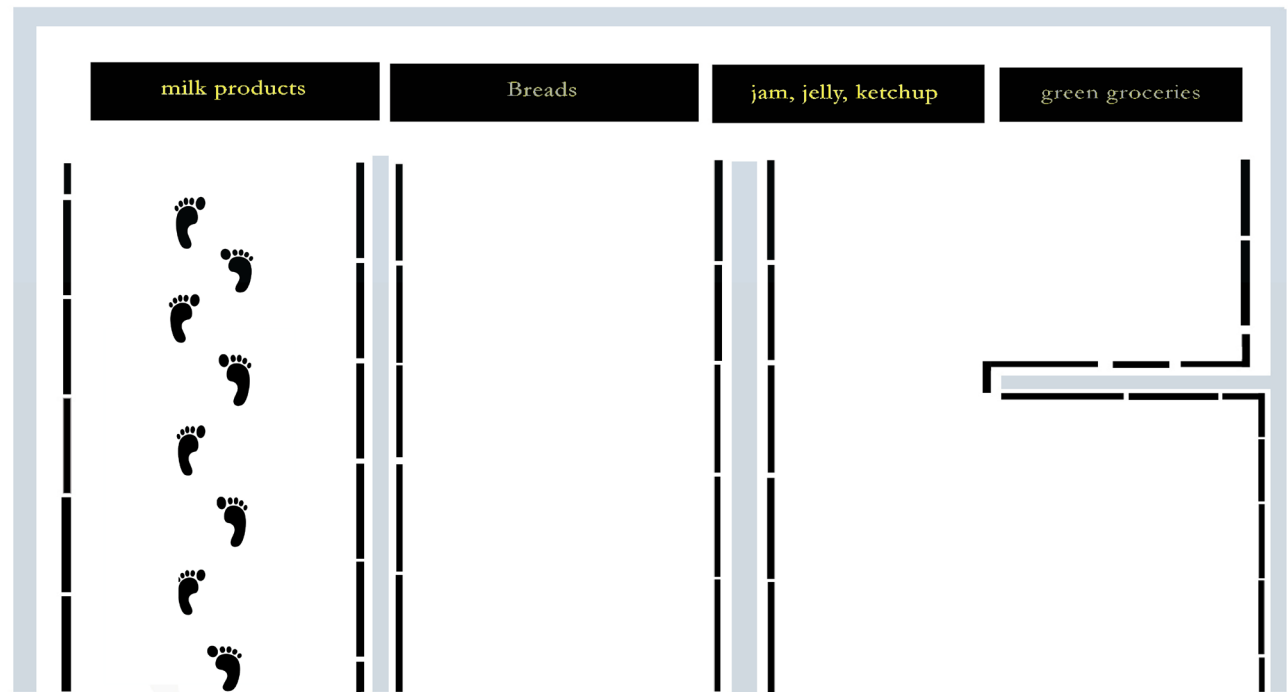 milk products
Breads
jam, jelly, ketchup
green groceries